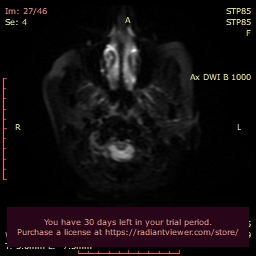 Im: 27/46
Se: 4
A
STP85
STP85
F
Ax DWI B 1000
R
L
You have 30 days left in your trial period.
Purchase a license at https://radiantviewer.com/store/